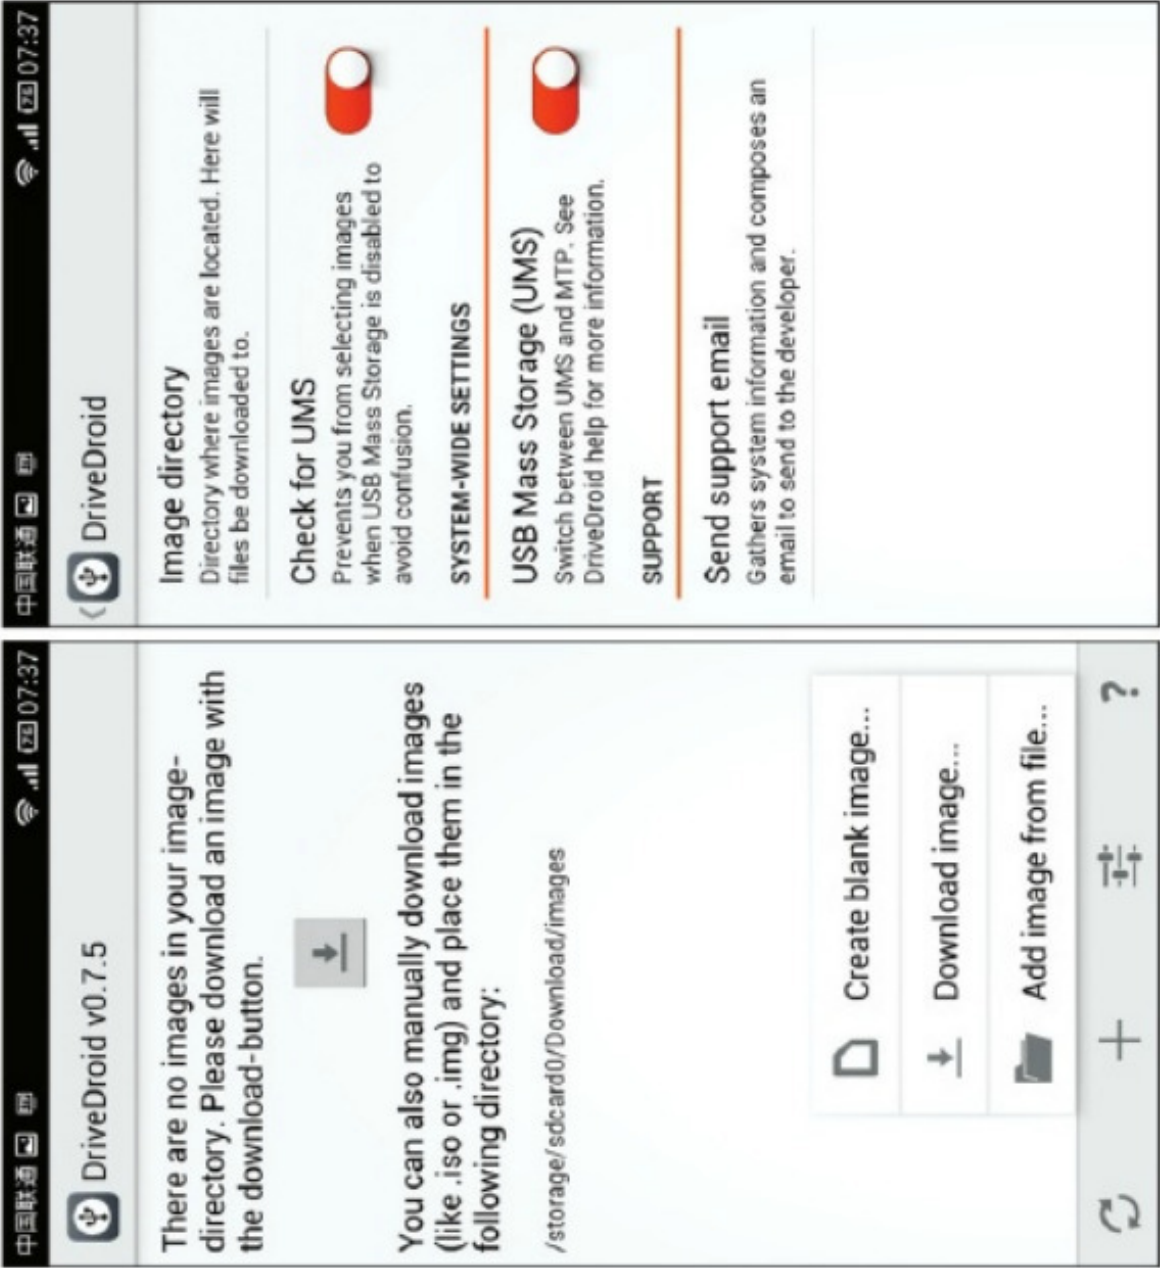 中国联通 07:37
DriveDroid v0.7.5
There are no images in your image-
directory. Please download an image with
the download-button.
You can also manually download images
(like .iso or .img) and place them in the
following directory:
/storage/sdcard0/Download/images
Create blank image...
Download image...
Add image from file...
?
中国联通 07:37
DriveDroid
Image directory
Directory where images are located. Here will
files be downloaded to.
Check for UMS
Prevents you from selecting images
when USB Mass Storage is disabled to
avoid confusion.
SYSTEM-WIDE SETTINGS
USB Mass Storage (UMS)
Switch between UMS and MTP. See
DriveDroid help for more information.
SUPPORT
Send support email
Gathers system information and composes an
email to send to the developer.